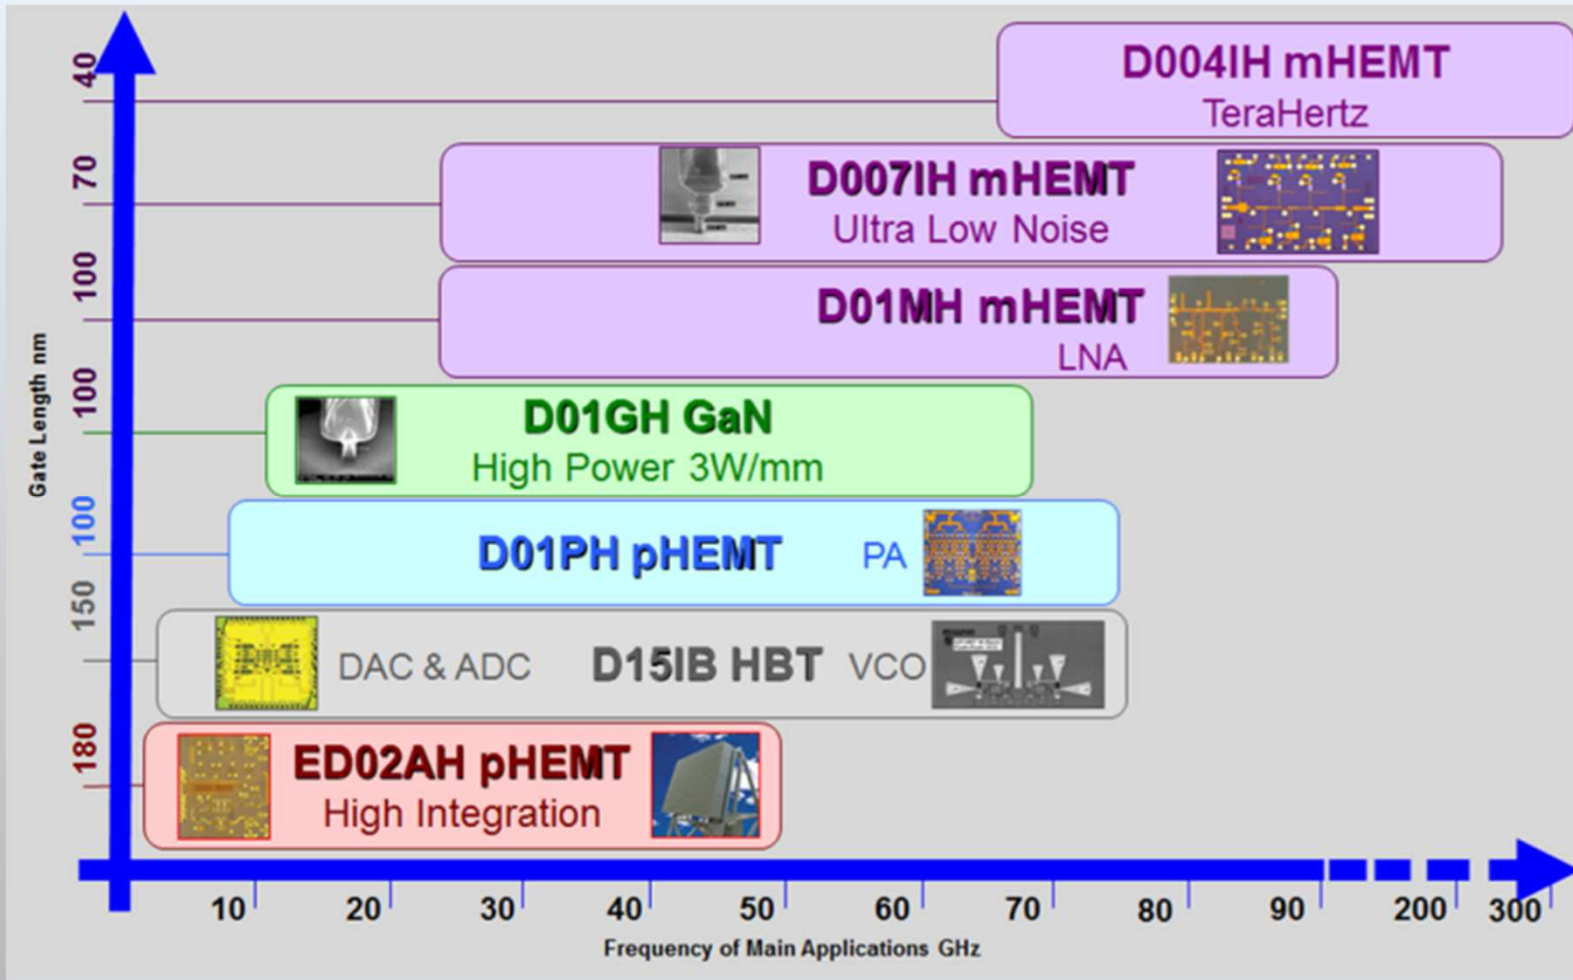 40
D004IH mHEMT
TeraHertz
70
D007IH mHEMT
Ultra Low Noise
100
D01MH mHEMT
LNA
100
D01GH GaN
High Power 3W/mm
Gate Length nm
100
D01PH pHEMT PA
150
DAC & ADC D15IB HBT VCO
180
ED02AH pHEMT
High Integration
10 20 30 40 50 60 70 80 90 200 300
Frequency of Main Applications GHz